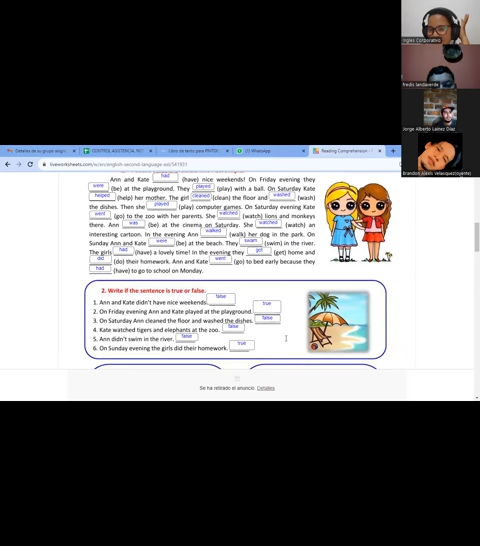 Ingles Corporativo
fredis landaverde
Jorge Alberto Lainez Diaz
Brandon Alexis Velasquez(oyente)
Detalles de su grupo asign
CONTROL ASISTENCIA, NOT
Libro de texto para
(1) WhatsApp
Reading Comprehension -
liveworksheets.com/w/en/english-second-language-esl/541931
Ann and Kate had (have) nice weekends! On Friday evening they
were (be) at the playground. They played (play) with a ball. On Saturday Kate
helped (help) her mother. The girl cleaned (clean) the floor and washed (wash)
the dishes. Then she played (play) computer games. On Saturday evening Kate
went (go) to the zoo with her parents. She watched (watch) lions and monkeys
there. Ann was (be) at the cinema on Saturday. She watched (watch) an
interesting cartoon. In the evening Ann walked (walk) her dog in the park. On
Sunday Ann and Kate were (be) at the beach. They swam (swim) in the river.
The girls had (have) a lovely time! In the evening they got (get) home and
did (do) their homework. Ann and Kate went (go) to bed early because they
had (have) to go to school on Monday.
2. Write if the sentence is true or false.
1. Ann and Kate didn't have nice weekends. false
2. On Friday evening Ann and Kate played at the playground. true
3. On Saturday Ann cleaned the floor and washed the dishes. false
4. Kate watched tigers and elephants at the zoo. false
5. Ann didn't swim in the river. false
6. On Sunday evening the girls did their homework. true
Se ha retirado el anuncio. Detalles